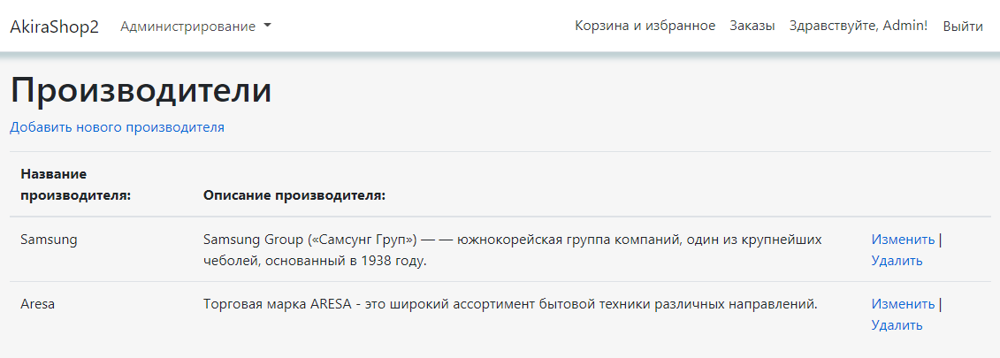 AkiraShop2 Администрирование Корзина и избранное Заказы Здравствуйте, Admin! Выйти
Производители
Добавить нового производителя
Название
производителя: Описание производителя:
Samsung Samsung Group («Самсунг Груп») — — южнокорейская группа компаний, один из крупнейших Изменить |
чеболей, основанный в 1938 году. Удалить
Aresa Торговая марка ARESA - это широкий ассортимент бытовой техники различных направлений. Изменить |
Удалить